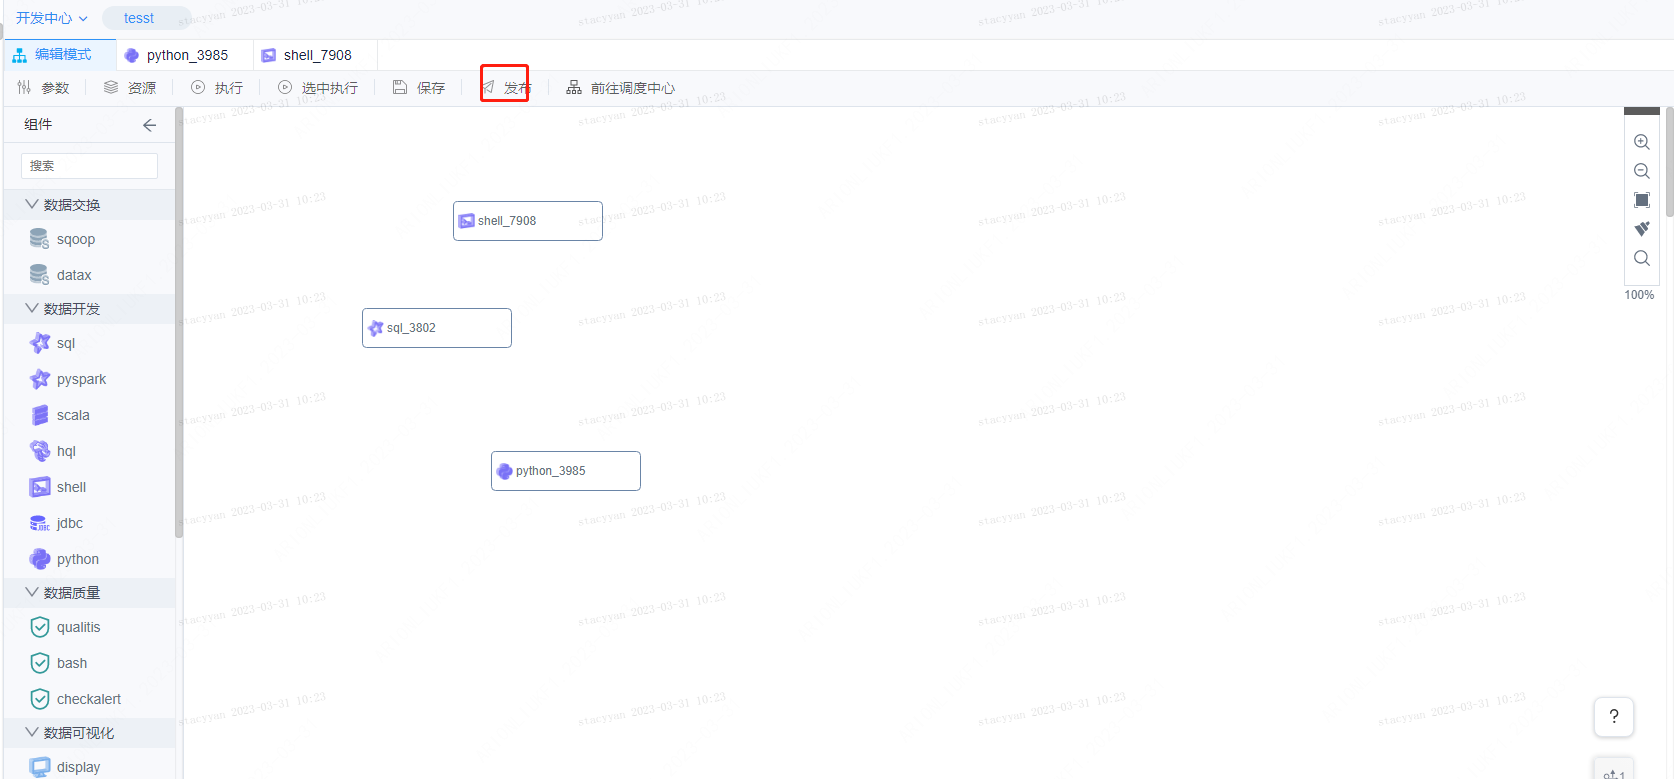 开发中心 tesst
编辑模式 python_3985 shell_7908
参数 资源 执行 选中执行 保存 发布 前往调度中心
组件
搜索
数据交换
sqoop
datax
数据开发
sql
pyspark
scala
hql
shell
jdbc
python
数据质量
qualitis
bash
checkalert
数据可视化
display
shell_7908
sql_3802
python_3985
100%
?
stacyyan 2023-03-31 10:23